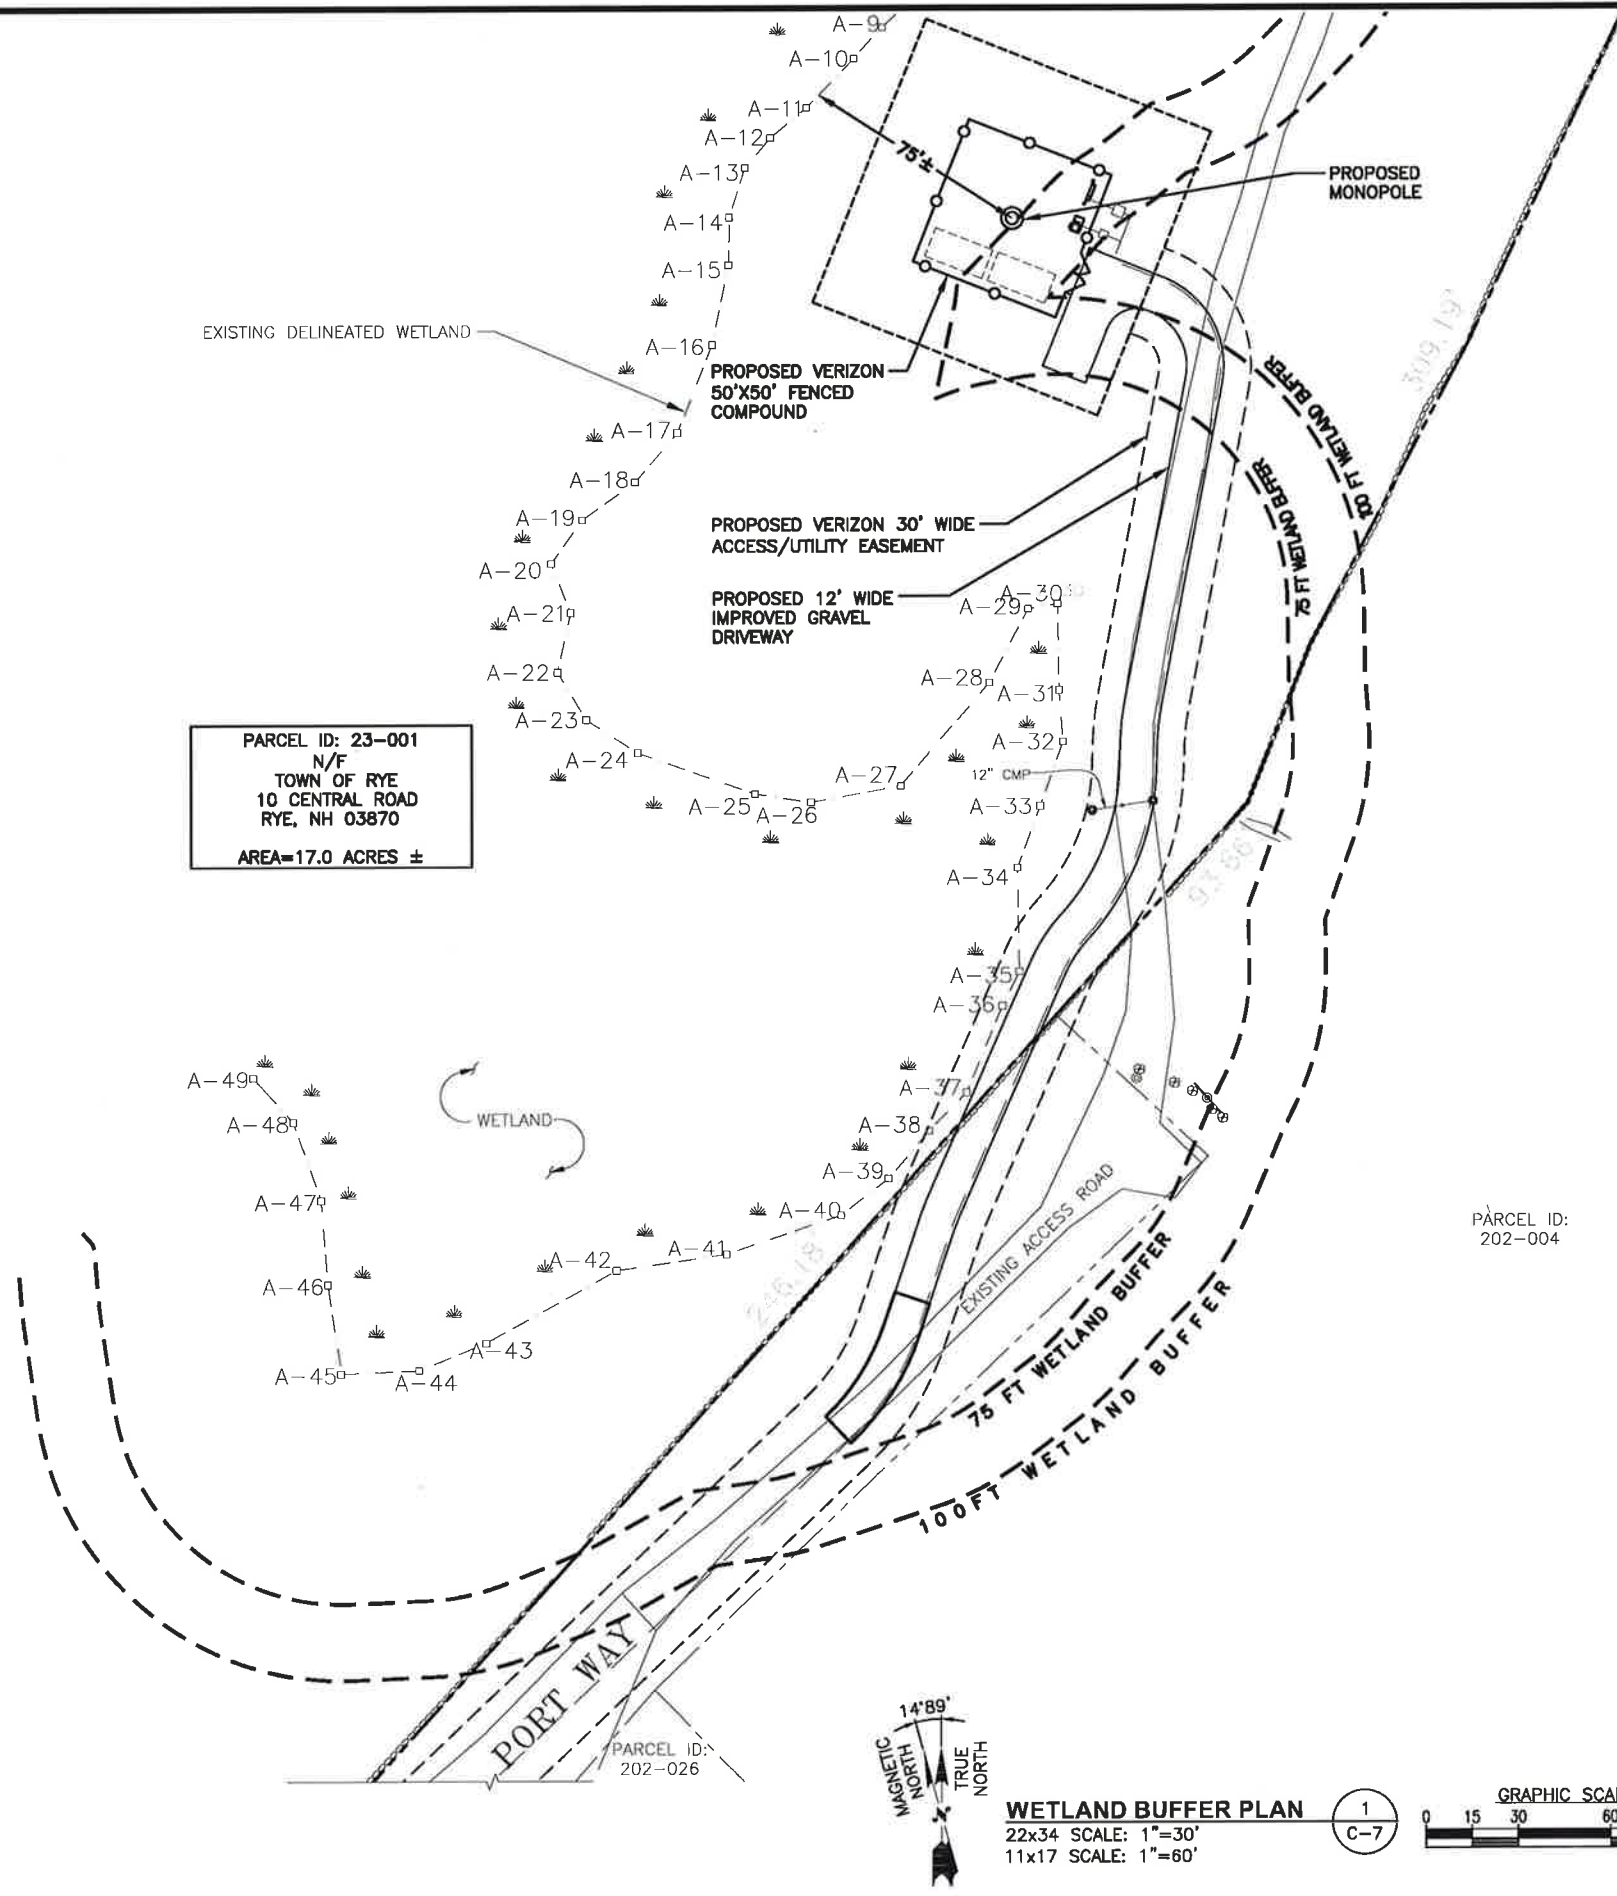 A-9
A-10
A-11
A-12
A-13
A-14
A-15
A-16
A-17
A-18
A-19
A-20
A-21
A-22
A-23
A-24
A-25
A-26
A-27
A-28
A-29
A-30
A-31
A-32
A-33
A-34
A-35
A-36
A-37
A-38
A-39
A-40
A-41
A-42
A-43
A-44
A-45
A-46
A-47
A-48
A-49
75'±
PROPOSED
MONOPOLE
EXISTING DELINEATED WETLAND
PROPOSED VERIZON
50'X50' FENCED
COMPOUND
309.19'
100 FT WETLAND BUFFER
75 FT WETLAND BUFFER
PROPOSED VERIZON 30' WIDE
ACCESS/UTILITY EASEMENT
PROPOSED 12' WIDE
IMPROVED GRAVEL
DRIVEWAY
PARCEL ID: 23-001
N/F
TOWN OF RYE
10 CENTRAL ROAD
RYE, NH 03870
AREA=17.0 ACRES ±
12" CMP
93.66'
WETLAND
246.18'
EXISTING ACCESS ROAD
75 FT WETLAND BUFFER
100FT WETLAND BUFFER
PARCEL ID:
202-004
PORT WAY
PARCEL ID:
202-026
14°89'
MAGNETIC
NORTH
TRUE
NORTH
WETLAND BUFFER PLAN
22x34 SCALE: 1"=30'
11x17 SCALE: 1"=60'
1
C-7
GRAPHIC SCA
0 15 30 60